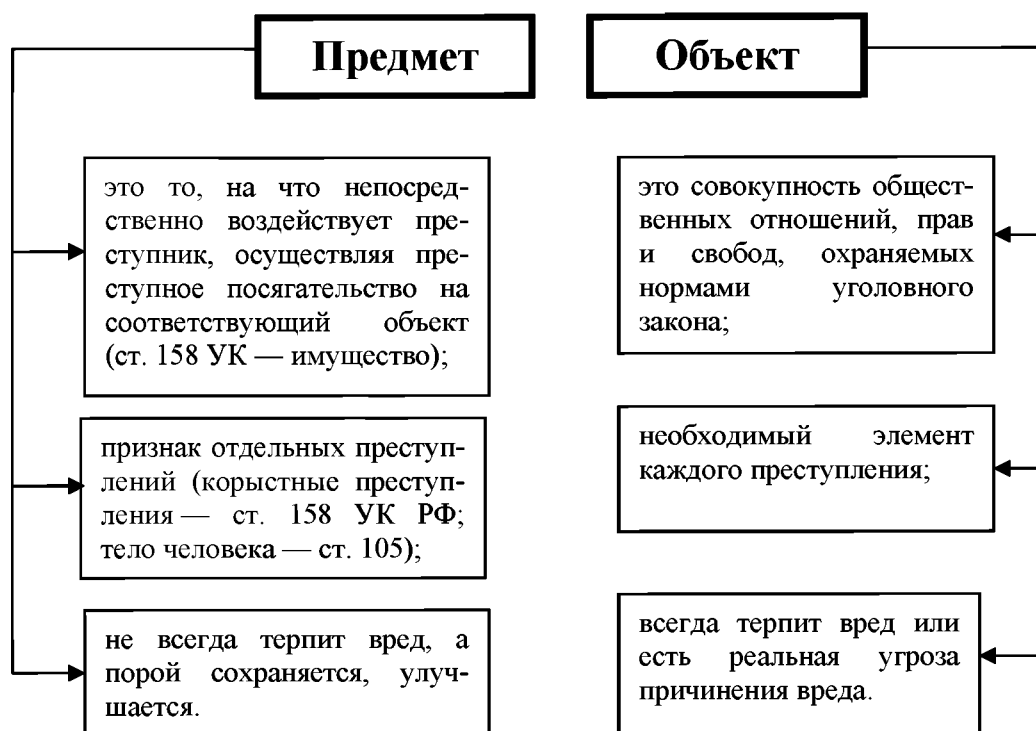 Предмет
Объект
это то, на что непосред-
ственно воздействует пре-
ступник, осуществляя пре-
ступное посягательство на
соответствующий объект
(ст. 158 УК — имущество);
признак отдельных преступ-
лений (корыстные преступ-
ления — ст. 158 УК РФ;
тело человека — ст. 105);
не всегда терпит вред, а
порой сохраняется, улуч-
шается.
это совокупность общест-
венных отношений, прав
и свобод, охраняемых
нормами уголовного
закона;
необходимый элемент
каждого преступления;
всегда терпит вред или
есть реальная угроза
причинения вреда.